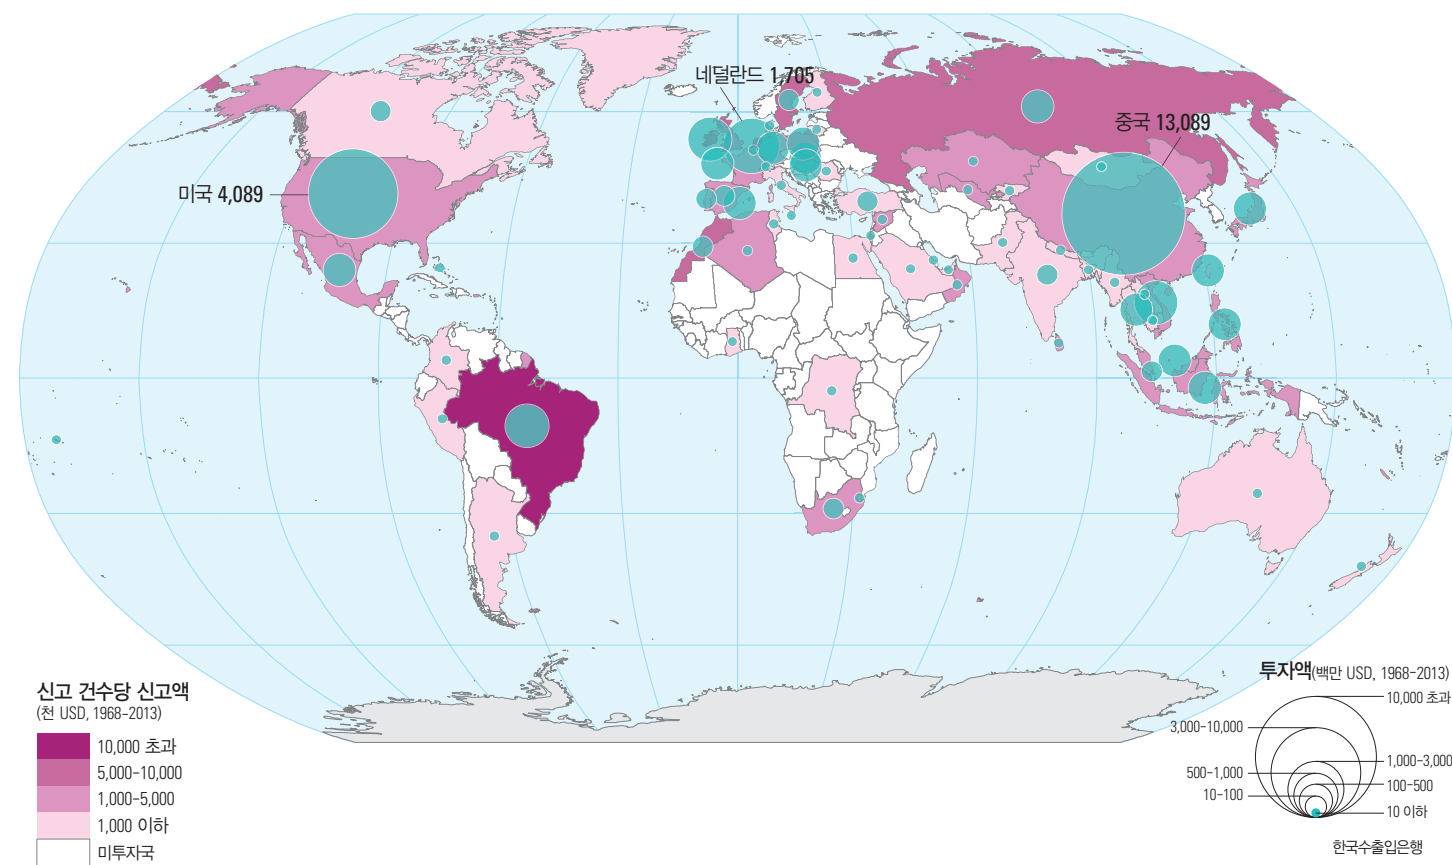 네덜란드 1,705
중국 13,089
미국 4,089
신고 건수당 신고액
(천 USD, 1968-2013)
10,000 초과
5,000-10,000
1,000-5,000
1,000 이하
미투자국
투자액(백만 USD, 1968-2013)
10,000 초과
3,000-10,000
1,000-3,000
500-1,000
100-500
10-100
10 이하
한국수출입은행